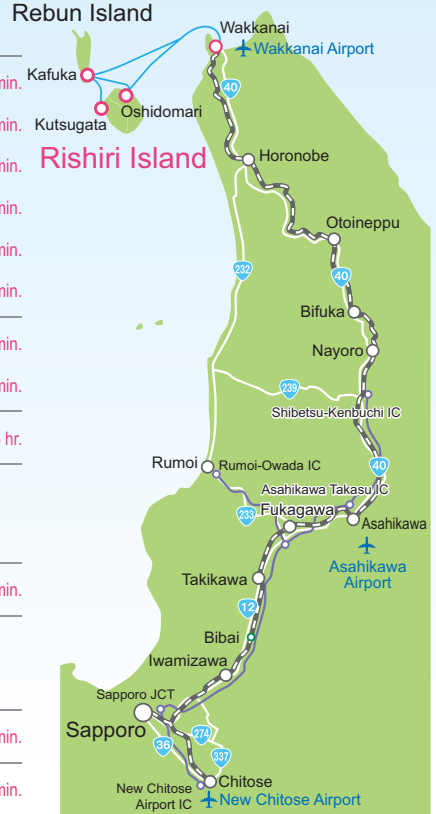 Rebun Island
Wakkanai
Wakkanai Airport
Kafuka
min.
40
Oshidomari
Kutsugata
min.
Rishiri Island
Horonobe
min.
min.
Otoineppu
min.
232
40
min.
Bifuka
min.
Nayoro
min.
239
Shibetsu-Kenbuchi IC
hr.
Rumoi
Rumoi-Owada IC
40
Asahikawa Takasu IC
233
Fukagawa
Asahikawa
Asahikawa
Airport
Takikawa
min.
12
Bibai
Iwamizawa
Sapporo JCT
Sapporo
min.
36
274
337
New Chitose
Airport IC
Chitose
min.
New Chitose Airport